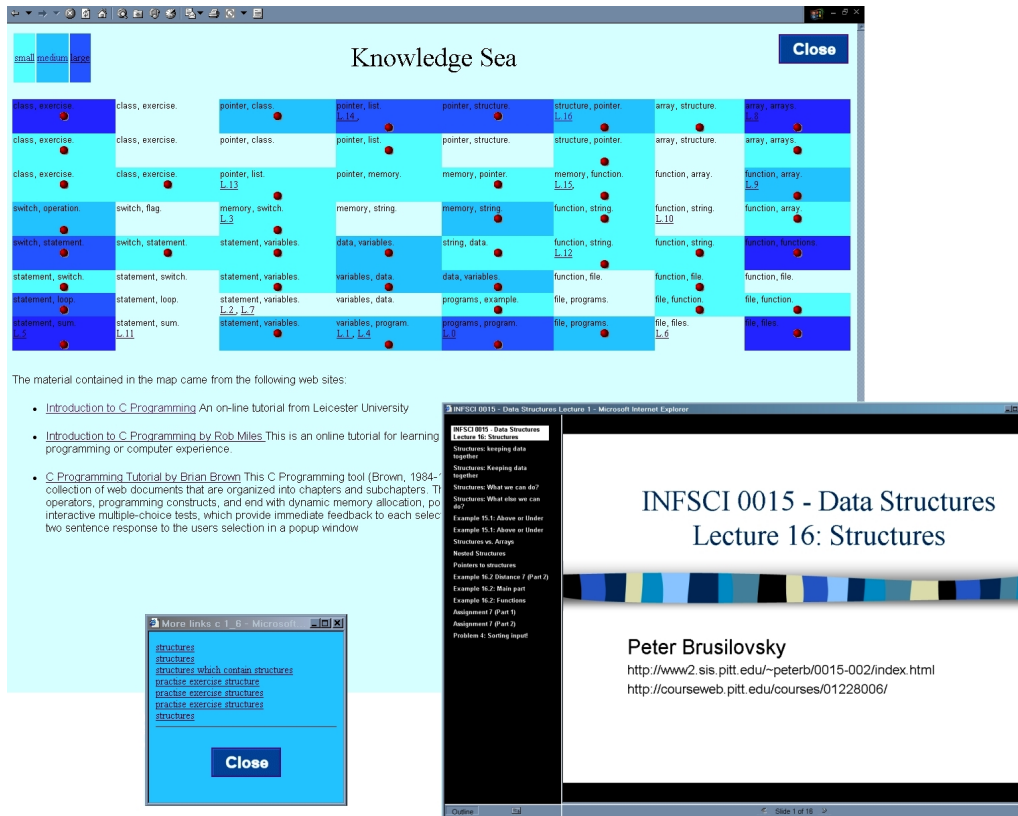 small medium large
Knowledge Sea
Close
class, exercise. class, exercise. pointer, class. pointer, list. pointer, structure. structure, pointer. array, structure. array, arrays.
L.14 , L.16 L.8
class, exercise. class, exercise. pointer, class. pointer, list. pointer, structure. structure, pointer. array, structure. array, arrays.
class, exercise. class, exercise. pointer, list. pointer, memory. memory, pointer. memory, function. function, array. function, array.
L.13 L.15, L.9
switch, operation. switch, flag. memory, switch. memory, string. memory, string. function, string. function, string. function, array.
L.3 L.10
switch, statement. switch, statement. statement, variables. data, variables. string, data. function, string. function, string. function, functions.
L.12
statement, switch. statement, switch. statement, variables. variables, data. data, variables. function, file. function, file. function, file.
statement, loop. statement, loop. statement, variables. variables, data. programs, example. file, programs. file, function. file, function.
L.2 , L.7
statement, sum. statement, sum. statement, variables. variables, program. programs, program. file, programs. file, files. file, files.
L.5 L.11 L.1 , L.4 L.0 L.6
The material contained in the map came from the following web sites:
Introduction to C Programming An on-line tutorial from Leicester University
Introduction to C Programming by Rob Miles This is an online tutorial for learning
programming or computer experience.
C Programming Tutorial by Brian Brown This C Programming tool (Brown, 1984-
collection of web documents that are organized into chapters and subchapters. Th
operators, programming constructs, and end with dynamic memory allocation, po
interactive multiple-choice tests, which provide immediate feedback to each selec
two sentence response to the users selection in a popup window
More links c 1_6 - Microsoft
structures
structures
structures which contain structures
practise exercise structure
practise exercise structures
practise exercise structures
structures
Close
INFSCI 0015 - Data Structures Lecture 1 - Microsoft Internet Explorer
INFSCI 0015 - Data Structures
Lecture 16: Structures
Structures: keeping data
together
Structures: Keeping data
together
Structures: What we can do?
Structures: What else we can
do?
Example 15.1: Above or Under
Example 15.1: Above or Under
Structures vs. Arrays
Nested Structures
Pointers to structures
Example 16.2 Distance 7 (Part 2)
Example 16.2: Main part
Example 16.2: Functions
Assignment 7 (Part 1)
Assignment 7 (Part 2)
Problem 4: Sorting input!
INFSCI 0015 - Data Structures
Lecture 16: Structures
Peter Brusilovsky
http://www2.sis.pitt.edu/~peterb/0015-002/index.html
http://courseweb.pitt.edu/courses/01228006/
Outline
Slide 1 of 16